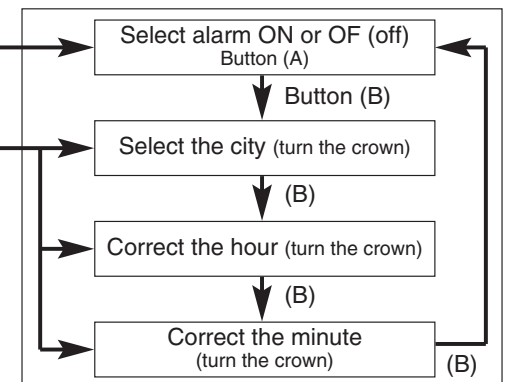 Select alarm ON or OF (off)
Button (A)
Button (B)
Select the city (turn the crown)
(B)
Correct the hour (turn the crown)
(B)
Correct the minute
(turn the crown)
(B)